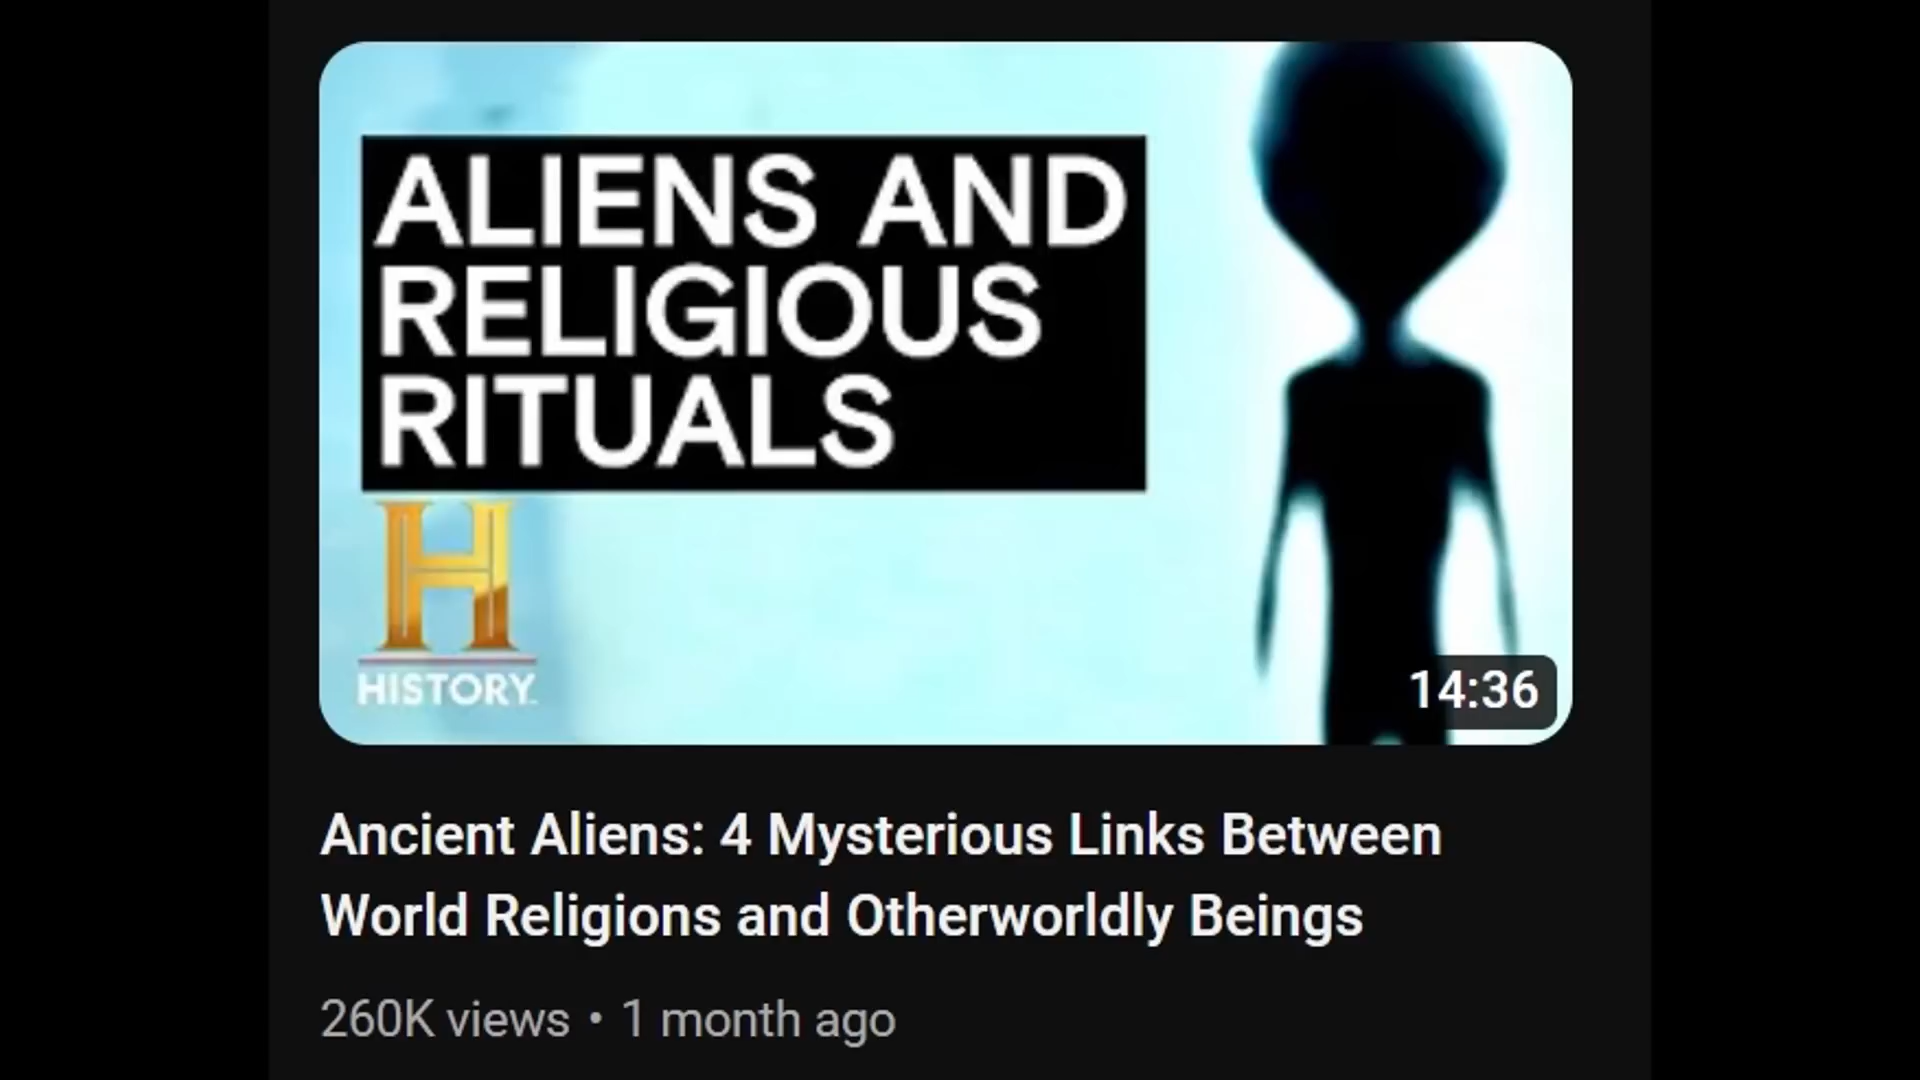 ALIENS AND
RELIGIOUS
RITUALS
H
HISTORY
14:36
Ancient Aliens: 4 Mysterious Links Between
World Religions and Otherworldly Beings
260K views • 1 month ago